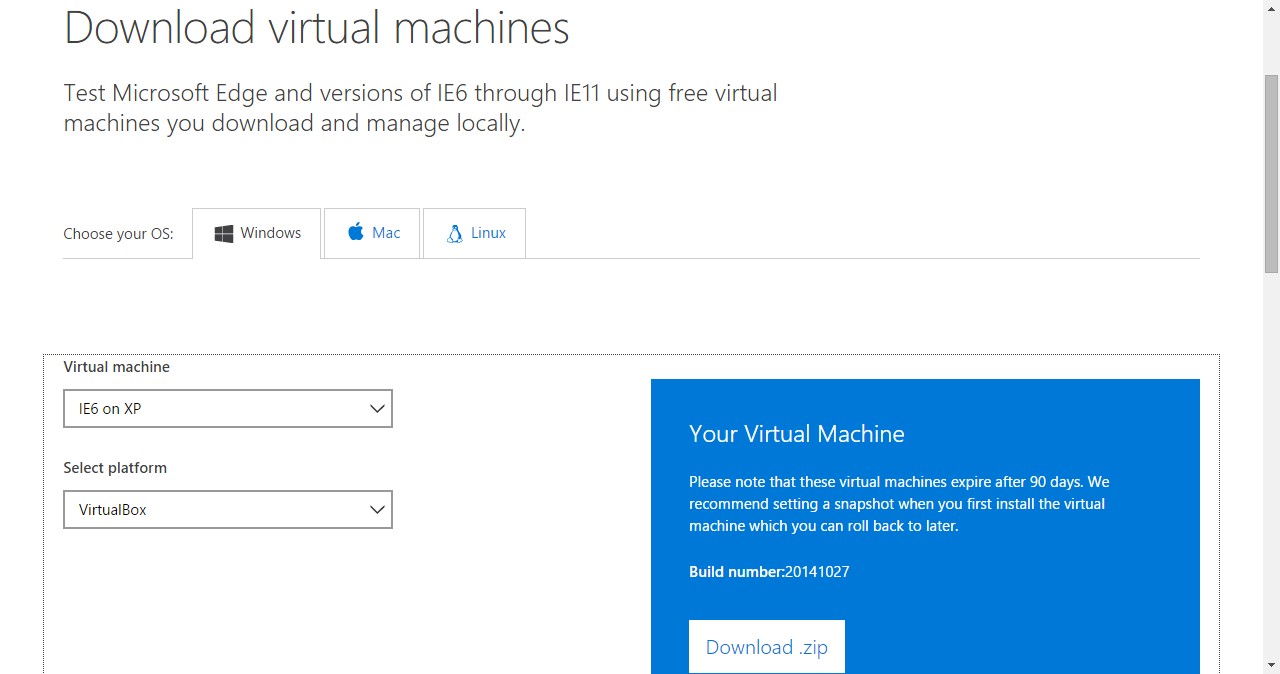 Download virtual machines
Test Microsoft Edge and versions of IE6 through IE11 using free virtual
machines you download and manage locally.
Choose your OS:
Windows
Mac
Linux
Virtual machine
IE6 on XP
Select platform
VirtualBox
Your Virtual Machine
Please note that these virtual machines expire after 90 days. We
recommend setting a snapshot when you first install the virtual
machine which you can roll back to later.
Build number:20141027
Download .zip